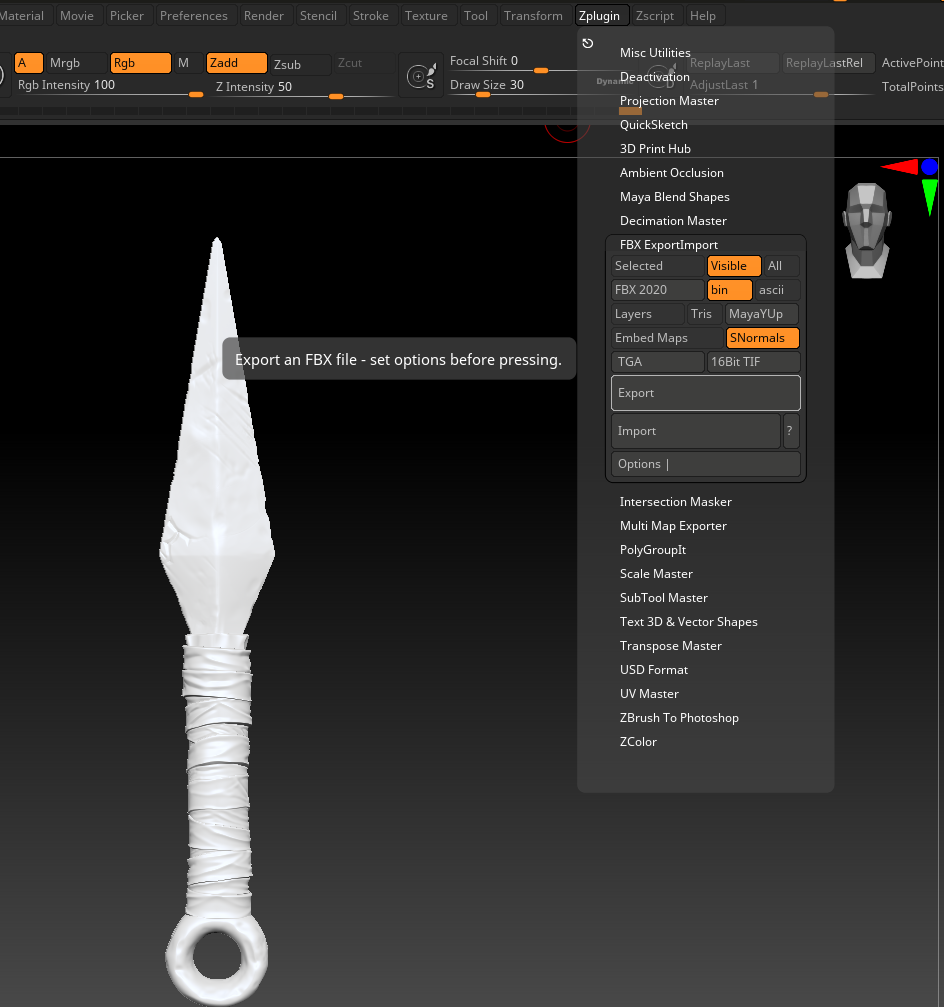 Material Movie Picker Preferences Render Stencil Stroke Texture Tool Transform Zplugin Zscript Help
A Mrgb Rgb M Zadd Zsub Zcut Focal Shift 0 ReplayLast ReplayLastRel ActivePoint
Rgb Intensity 100 Z Intensity 50 S Draw Size 30 AdjustLast 1 TotalPoints
Misc Utilities
Deactivation
Projection Master
QuickSketch
3D Print Hub
Ambient Occlusion
Maya Blend Shapes
Decimation Master
FBX ExportImport
Selected Visible All
FBX 2020 bin ascii
Layers Tris MayaYUp
Embed Maps SNormals
Export an FBX file - set options before pressing.
TGA 16Bit TIF
Export
Import ?
Options |
Intersection Masker
Multi Map Exporter
PolyGroupIt
Scale Master
SubTool Master
Text 3D & Vector Shapes
Transpose Master
USD Format
UV Master
ZBrush To Photoshop
ZColor